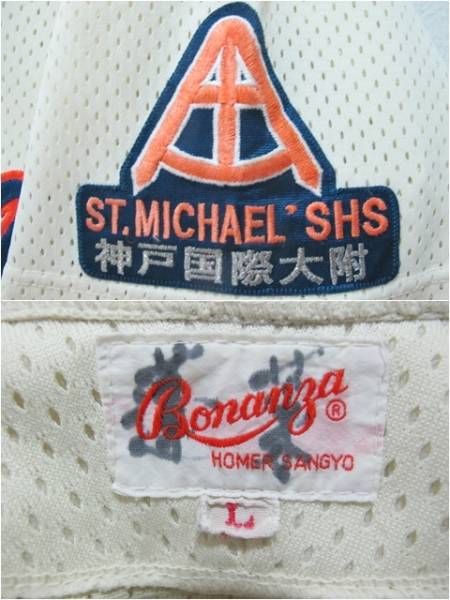 ST. MICHAEL'SHS
神戸国際大附
Bonanza®
HOMER SANGYO
L